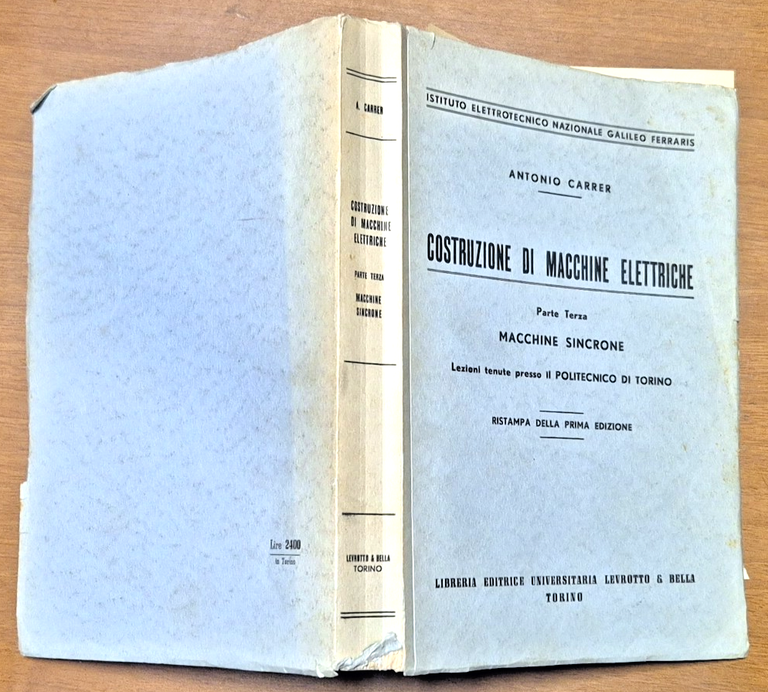 Lire 2400
in Torino
A. CARRER
COSTRUZIONE
DI MACCHINE
ELETTRICHE
PARTE TERZA
MACCHINE
SINCRONE
LEVROTTO & BELLA
TORINO
ISTITUTO ELETTROTECNICO NAZIONALE GALILEO FERRARIS
ANTONIO CARRER
COSTRUZIONE DI MACCHINE ELETTRICHE
Parte Terza
MACCHINE SINCRONE
Lezioni tenute presso il POLITECNICO DI TORINO
RISTAMPA DELLA PRIMA EDIZIONE
LIBRERIA EDITRICE UNIVERSITARIA LEVROTTO & BELLA
TORINO